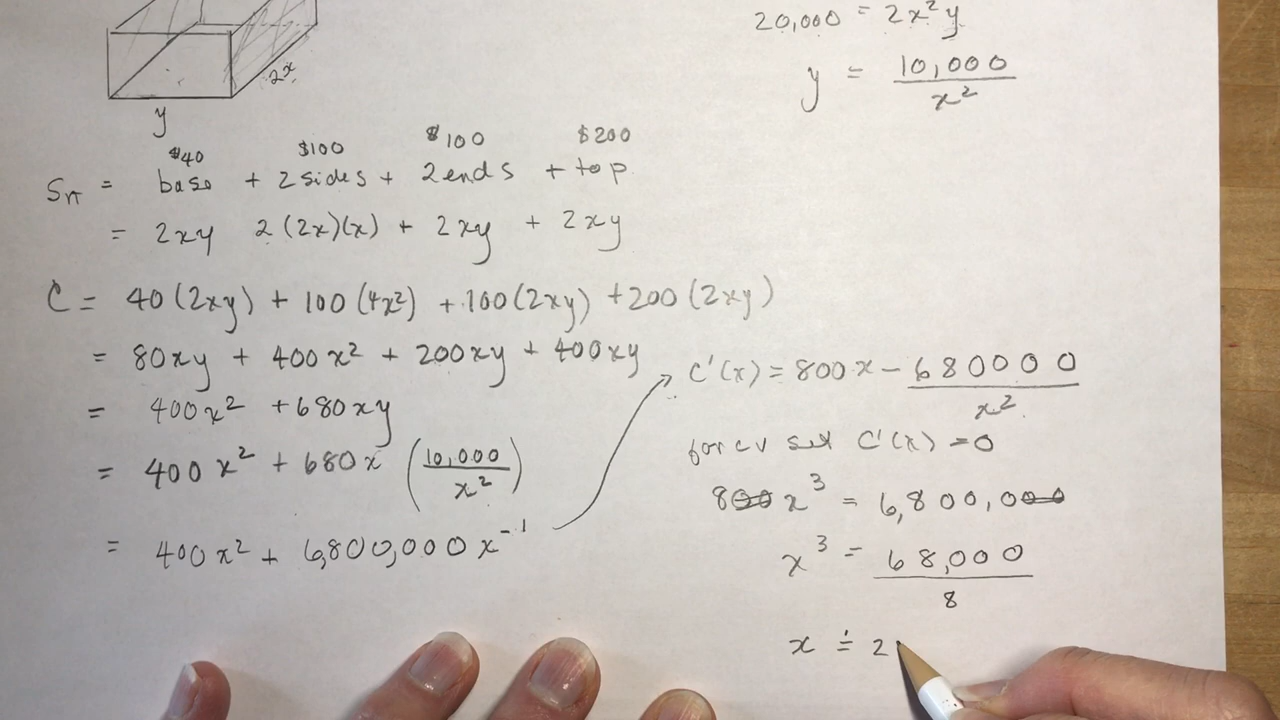 20,000 = 2x²y
y = 10,000 / x²
2x
y
$40 $100 $100 $200
SA = base + 2 sides + 2 ends + top
= 2xy 2(2x)(x) + 2xy + 2xy
C = 40(2xy) + 100(4x²) + 100(2xy) + 200(2xy)
= 80xy + 400x² + 200xy + 400xy
= 400x² + 680xy
= 400x² + 680x (10,000 / x²)
= 400x² + 6,800,000x⁻¹
C'(x) = 800x - 680000 / x²
for cv set C'(x) = 0
800x³ = 6,800,000
x³ = 68,000 / 8
x ≐ 2